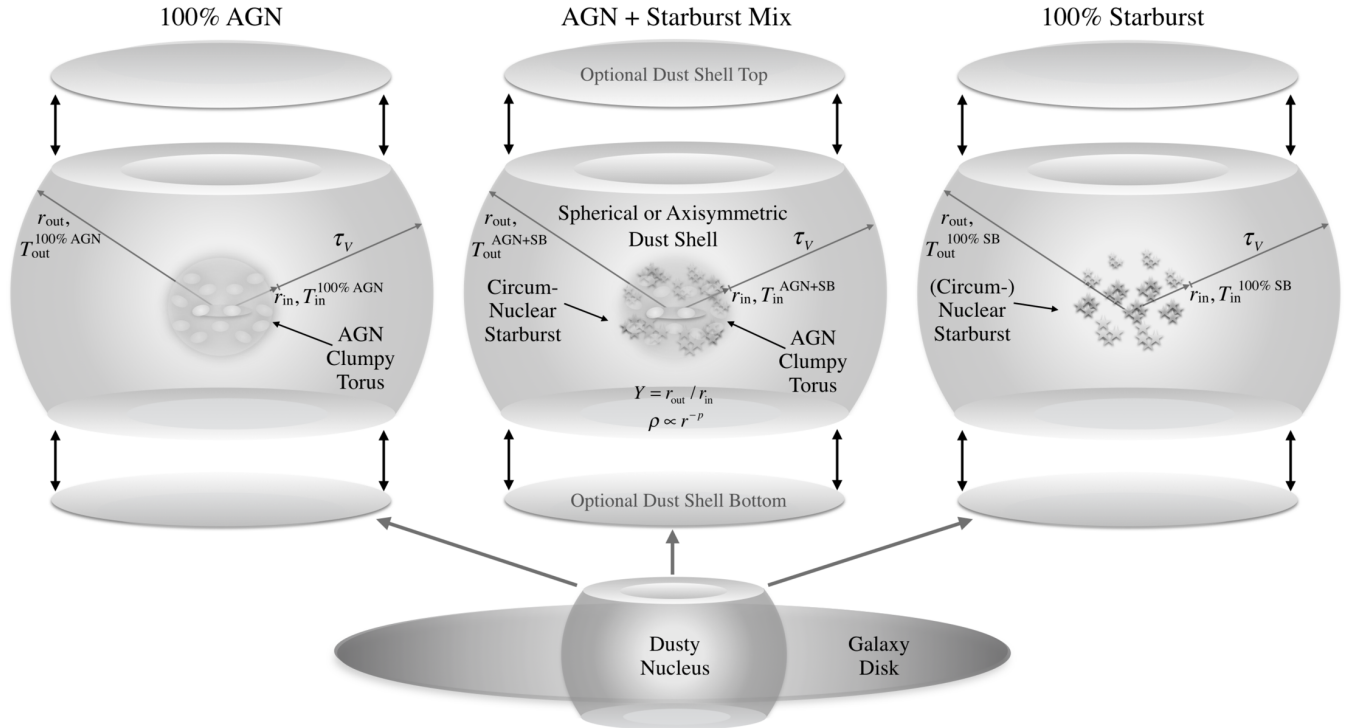 100% AGN
AGN + Starburst Mix
100% Starburst
Optional Dust Shell Top
r_out,
T_out^100% AGN
τ_V
r_in, T_in^100% AGN
AGN
Clumpy
Torus
r_out,
T_out^AGN+SB
Spherical or Axisymmetric
Dust Shell
τ_V
r_in, T_in^AGN+SB
Circum-
Nuclear
Starburst
AGN
Clumpy
Torus
Y = r_out / r_in
ρ ∝ r^-p
r_out,
T_out^100% SB
τ_V
r_in, T_in^100% SB
(Circum-)
Nuclear
Starburst
Optional Dust Shell Bottom
Dusty
Nucleus
Galaxy
Disk